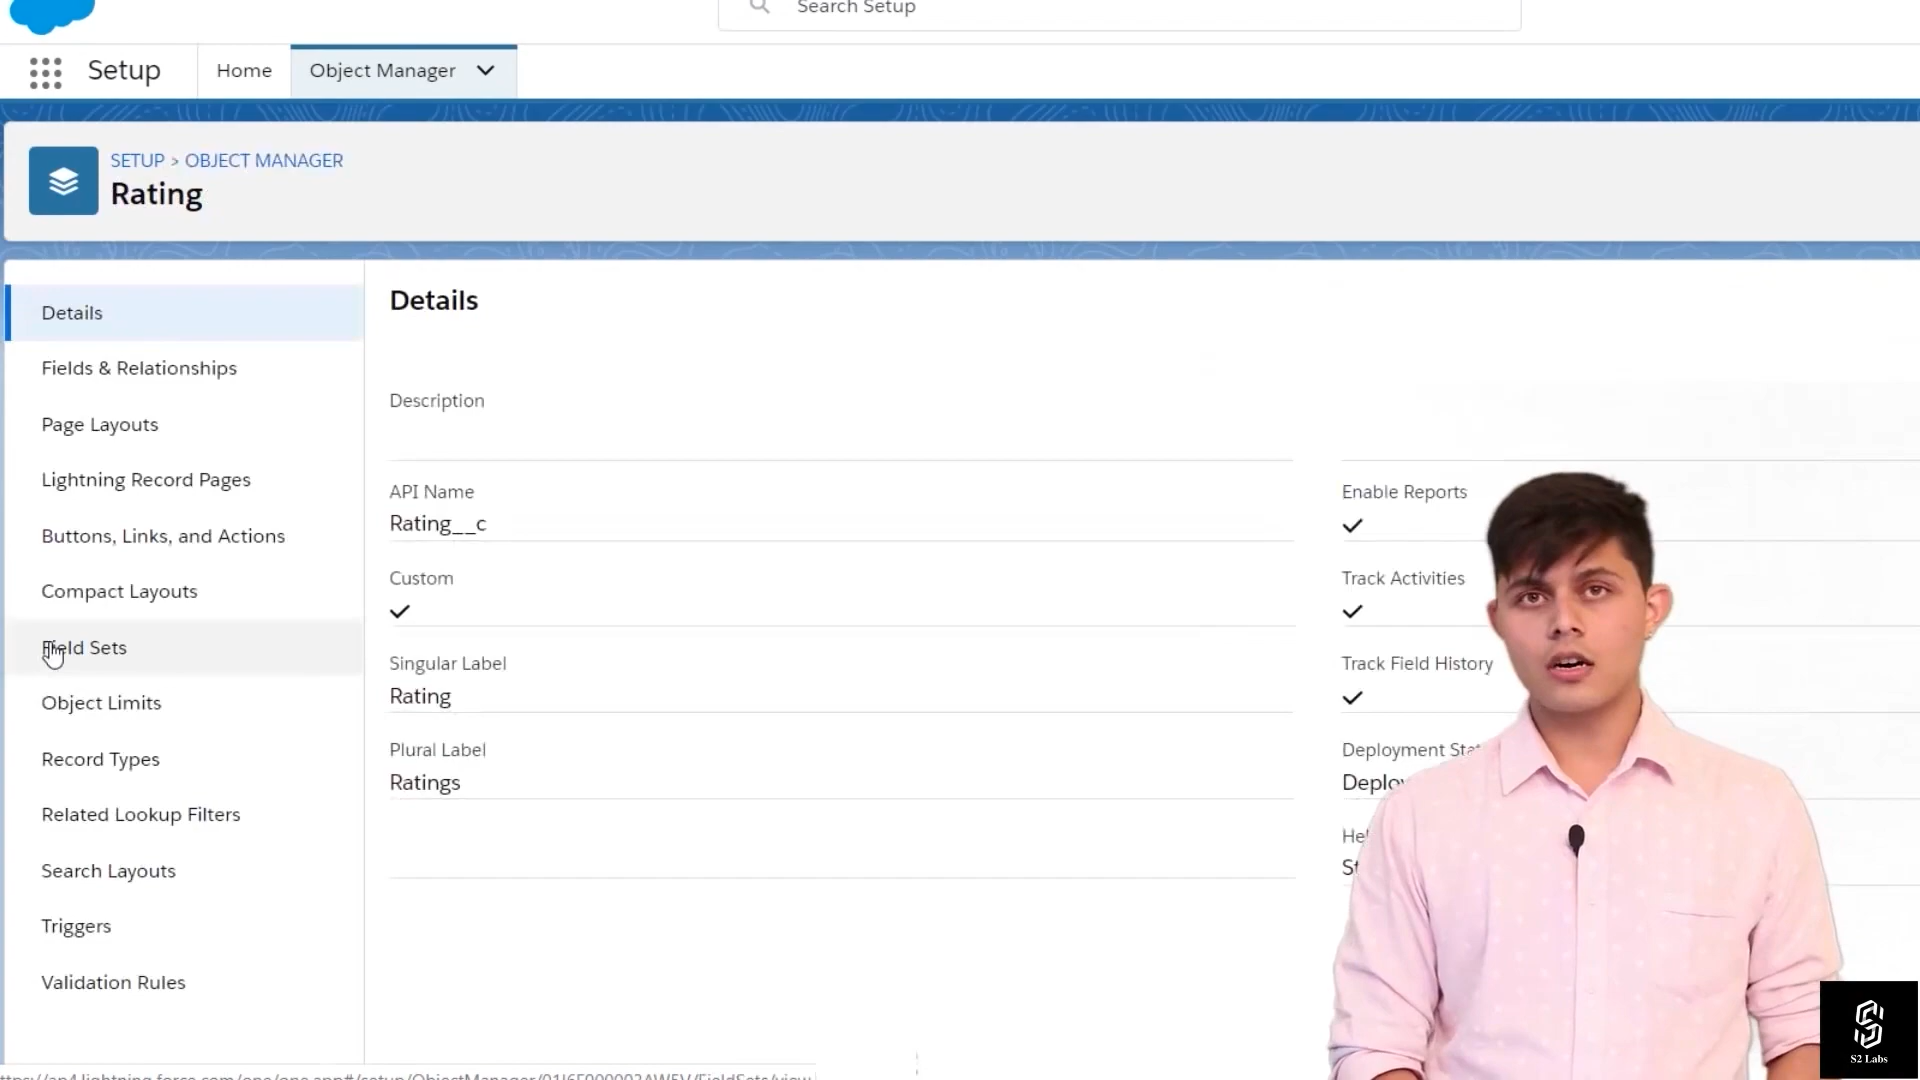 Search Setup
Setup
Home
Object Manager
SETUP > OBJECT MANAGER
Rating
Details
Fields & Relationships
Page Layouts
Lightning Record Pages
Buttons, Links, and Actions
Compact Layouts
Field Sets
Object Limits
Record Types
Related Lookup Filters
Search Layouts
Triggers
Validation Rules
Details
Description
API Name
Rating__c
Custom
Singular Label
Rating
Plural Label
Ratings
Enable Reports
Track Activities
Track Field History
Deployment
S2 Labs